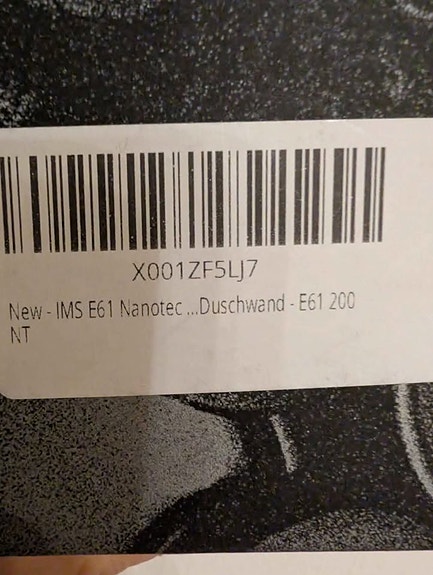 X001ZF5LJ7
New - IMS E61 Nanotec ...Duschwand - E61 200
NT